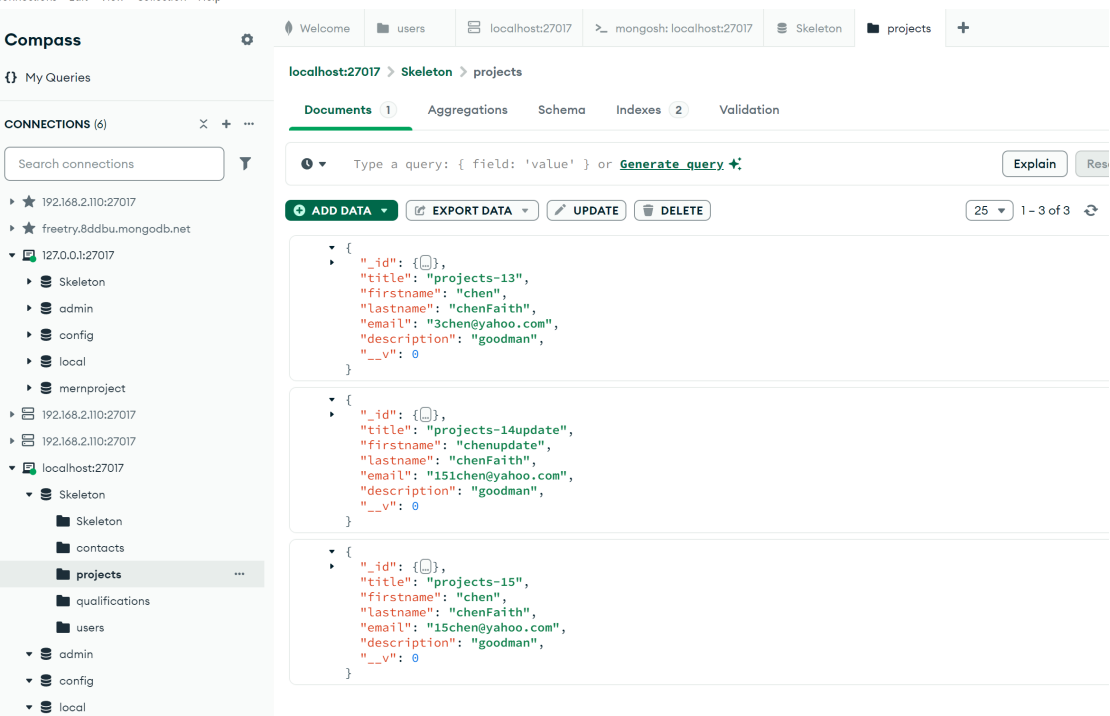 Compass
{} My Queries
CONNECTIONS (6)
Search connections
192.168.2.110:27017
freetry.8ddbu.mongodb.net
127.0.0.1:27017
Skeleton
admin
config
local
mernproject
192.168.2.110:27017
192.168.2.110:27017
localhost:27017
Skeleton
Skeleton
contacts
projects
qualifications
users
admin
config
local
Welcome users localhost:27017 >_ mongosh: localhost:27017 Skeleton projects
localhost:27017 > Skeleton > projects
Documents 1 Aggregations Schema Indexes 2 Validation
Type a query: { field: 'value' } or Generate query Explain
ADD DATA EXPORT DATA UPDATE DELETE 25 1 – 3 of 3
{
"_id": {…},
"title": "projects-13",
"firstname": "chen",
"lastname": "chenFaith",
"email": "3chen@yahoo.com",
"description": "goodman",
"__v": 0
}
{
"_id": {…},
"title": "projects-14update",
"firstname": "chenupdate",
"lastname": "chenFaith",
"email": "151chen@yahoo.com",
"description": "goodman",
"__v": 0
}
{
"_id": {…},
"title": "projects-15",
"firstname": "chen",
"lastname": "chenFaith",
"email": "15chen@yahoo.com",
"description": "goodman",
"__v": 0
}